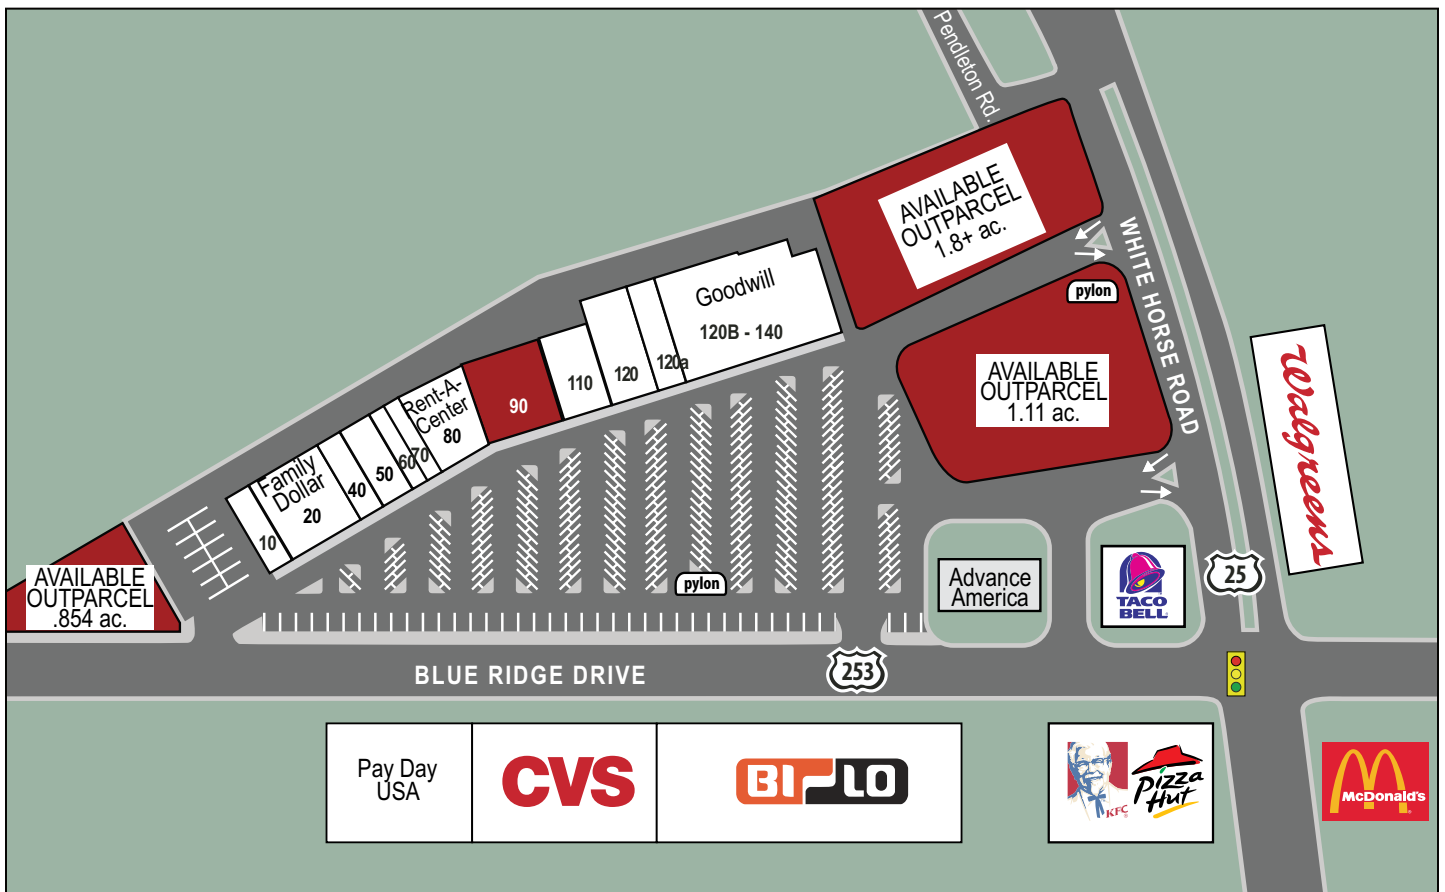 Pendleton Rd.
AVAILABLE
OUTPARCEL
1.8+ ac.
WHITE HORSE ROAD
pylon
AVAILABLE
OUTPARCEL
1.11 ac.
Goodwill
120B - 140
120a
120
110
90
Rent-A-
Center
80
70
60
50
40
Family
Dollar
20
10
AVAILABLE
OUTPARCEL
.854 ac.
pylon
Advance
America
TACO
BELL
25
Walgreens
BLUE RIDGE DRIVE
253
Pay Day
USA
CVS
BI-LO
KFC
Pizza
Hut
McDonald's